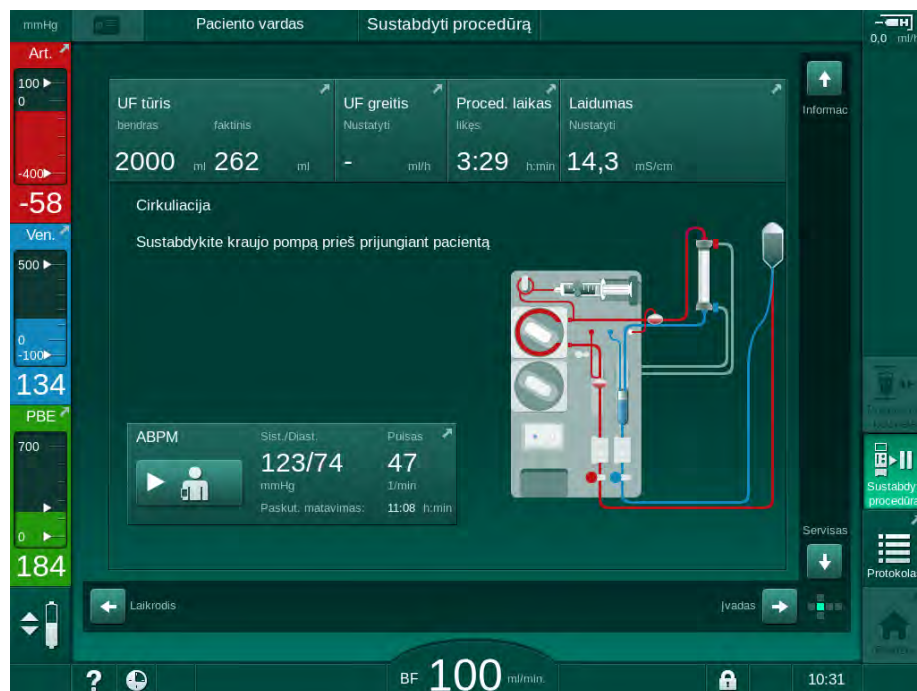 mmHg
Paciento vardas
Sustabdyti procedūrą
0,0 ml/h
Art.
100
0
-400
-58
Ven.
500
0
-100
134
PBE
700
0
184
UF tūris
bendras faktinis
2000 ml 262 ml
UF greitis
Nustatyti
- ml/h
Proced. laikas
likęs
3:29 h:min
Laidumas
Nustatyti
14,3 mS/cm
Informac
Cirkuliacija
Sustabdykite kraujo pompą prieš prijungiant pacientą
ABPM
Sist./Diast. Pulsas
123/74 47
mmHg 1/min
Paskut. matavimas: 11:08 h:min
Servisas
Sustabdy
procedūrą
Protokola
Laikrodis
Įvadas
?
BF 100 ml/min.
10:31